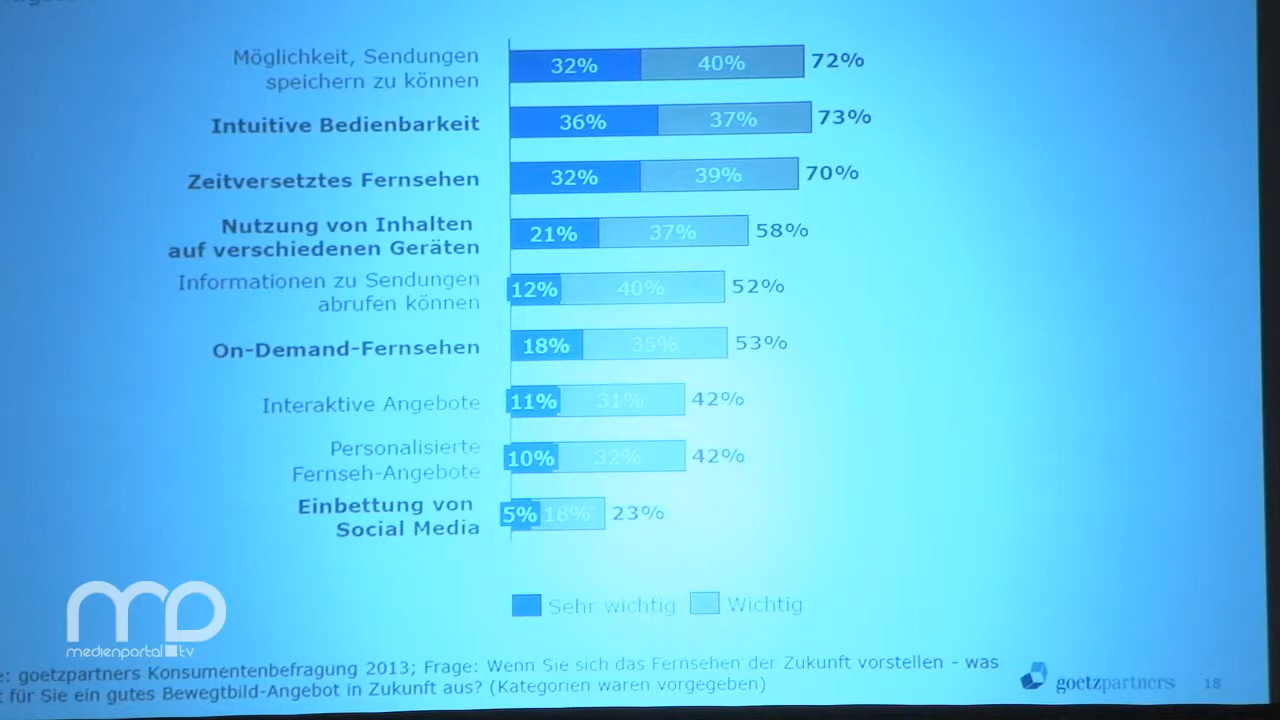 Möglichkeit, Sendungen
speichern zu können
32%
40%
72%
Intuitive Bedienbarkeit
36%
37%
73%
Zeitversetztes Fernsehen
32%
39%
70%
Nutzung von Inhalten
auf verschiedenen Geräten
21%
37%
58%
Informationen zu Sendungen
abrufen können
12%
40%
52%
On-Demand-Fernsehen
18%
35%
53%
Interaktive Angebote
11%
31%
42%
Personalisierte
Fernseh-Angebote
10%
32%
42%
Einbettung von
Social Media
5%
18%
23%
Sehr wichtig
Wichtig
medienportal tv
goetzpartners Konsumentenbefragung 2013; Frage: Wenn Sie sich das Fernsehen der Zukunft vorstellen - was
für Sie ein gutes Bewegtbild-Angebot in Zukunft aus? (Kategorien waren vorgegeben)
goetzpartners
18